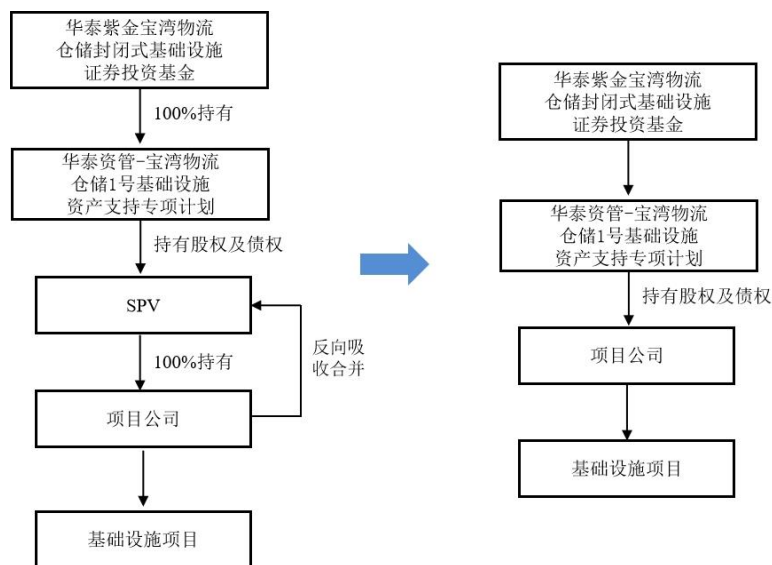 华泰紫金宝湾物流
仓储封闭式基础设施
证券投资基金
100%持有
华泰资管-宝湾物流
仓储1号基础设施
资产支持专项计划
持有股权及债权
SPV
反向吸
收合并
100%持有
项目公司
基础设施项目
华泰紫金宝湾物流
仓储封闭式基础设施
证券投资基金
华泰资管-宝湾物流
仓储1号基础设施
资产支持专项计划
持有股权及债权
项目公司
基础设施项目